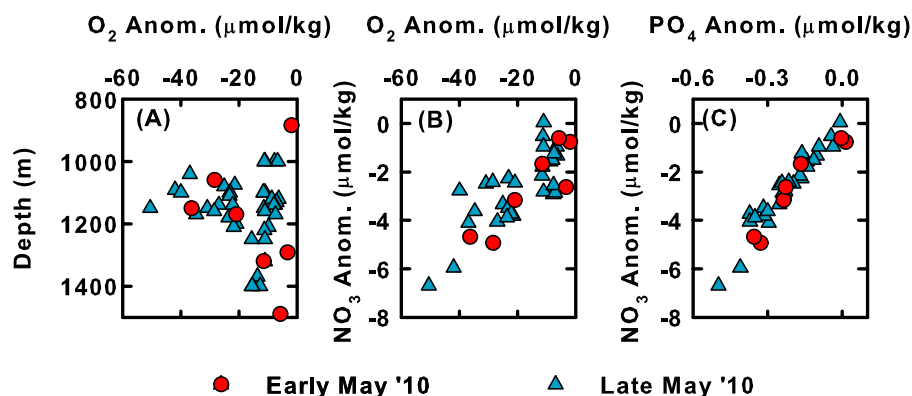 O2 Anom. (μmol/kg) O2 Anom. (μmol/kg) PO4 Anom. (μmol/kg)
-60 -40 -20 0 -60 -40 -20 0 -0.6 -0.3 0.0
800 (A) 0 (B) 0 (C)
1000 -2 -2
1200 -4 -4
1400 -6 -6
-8 -8
Depth (m)
NO3 Anom. (μmol/kg)
NO3 Anom. (μmol/kg)
Early May '10 Late May '10